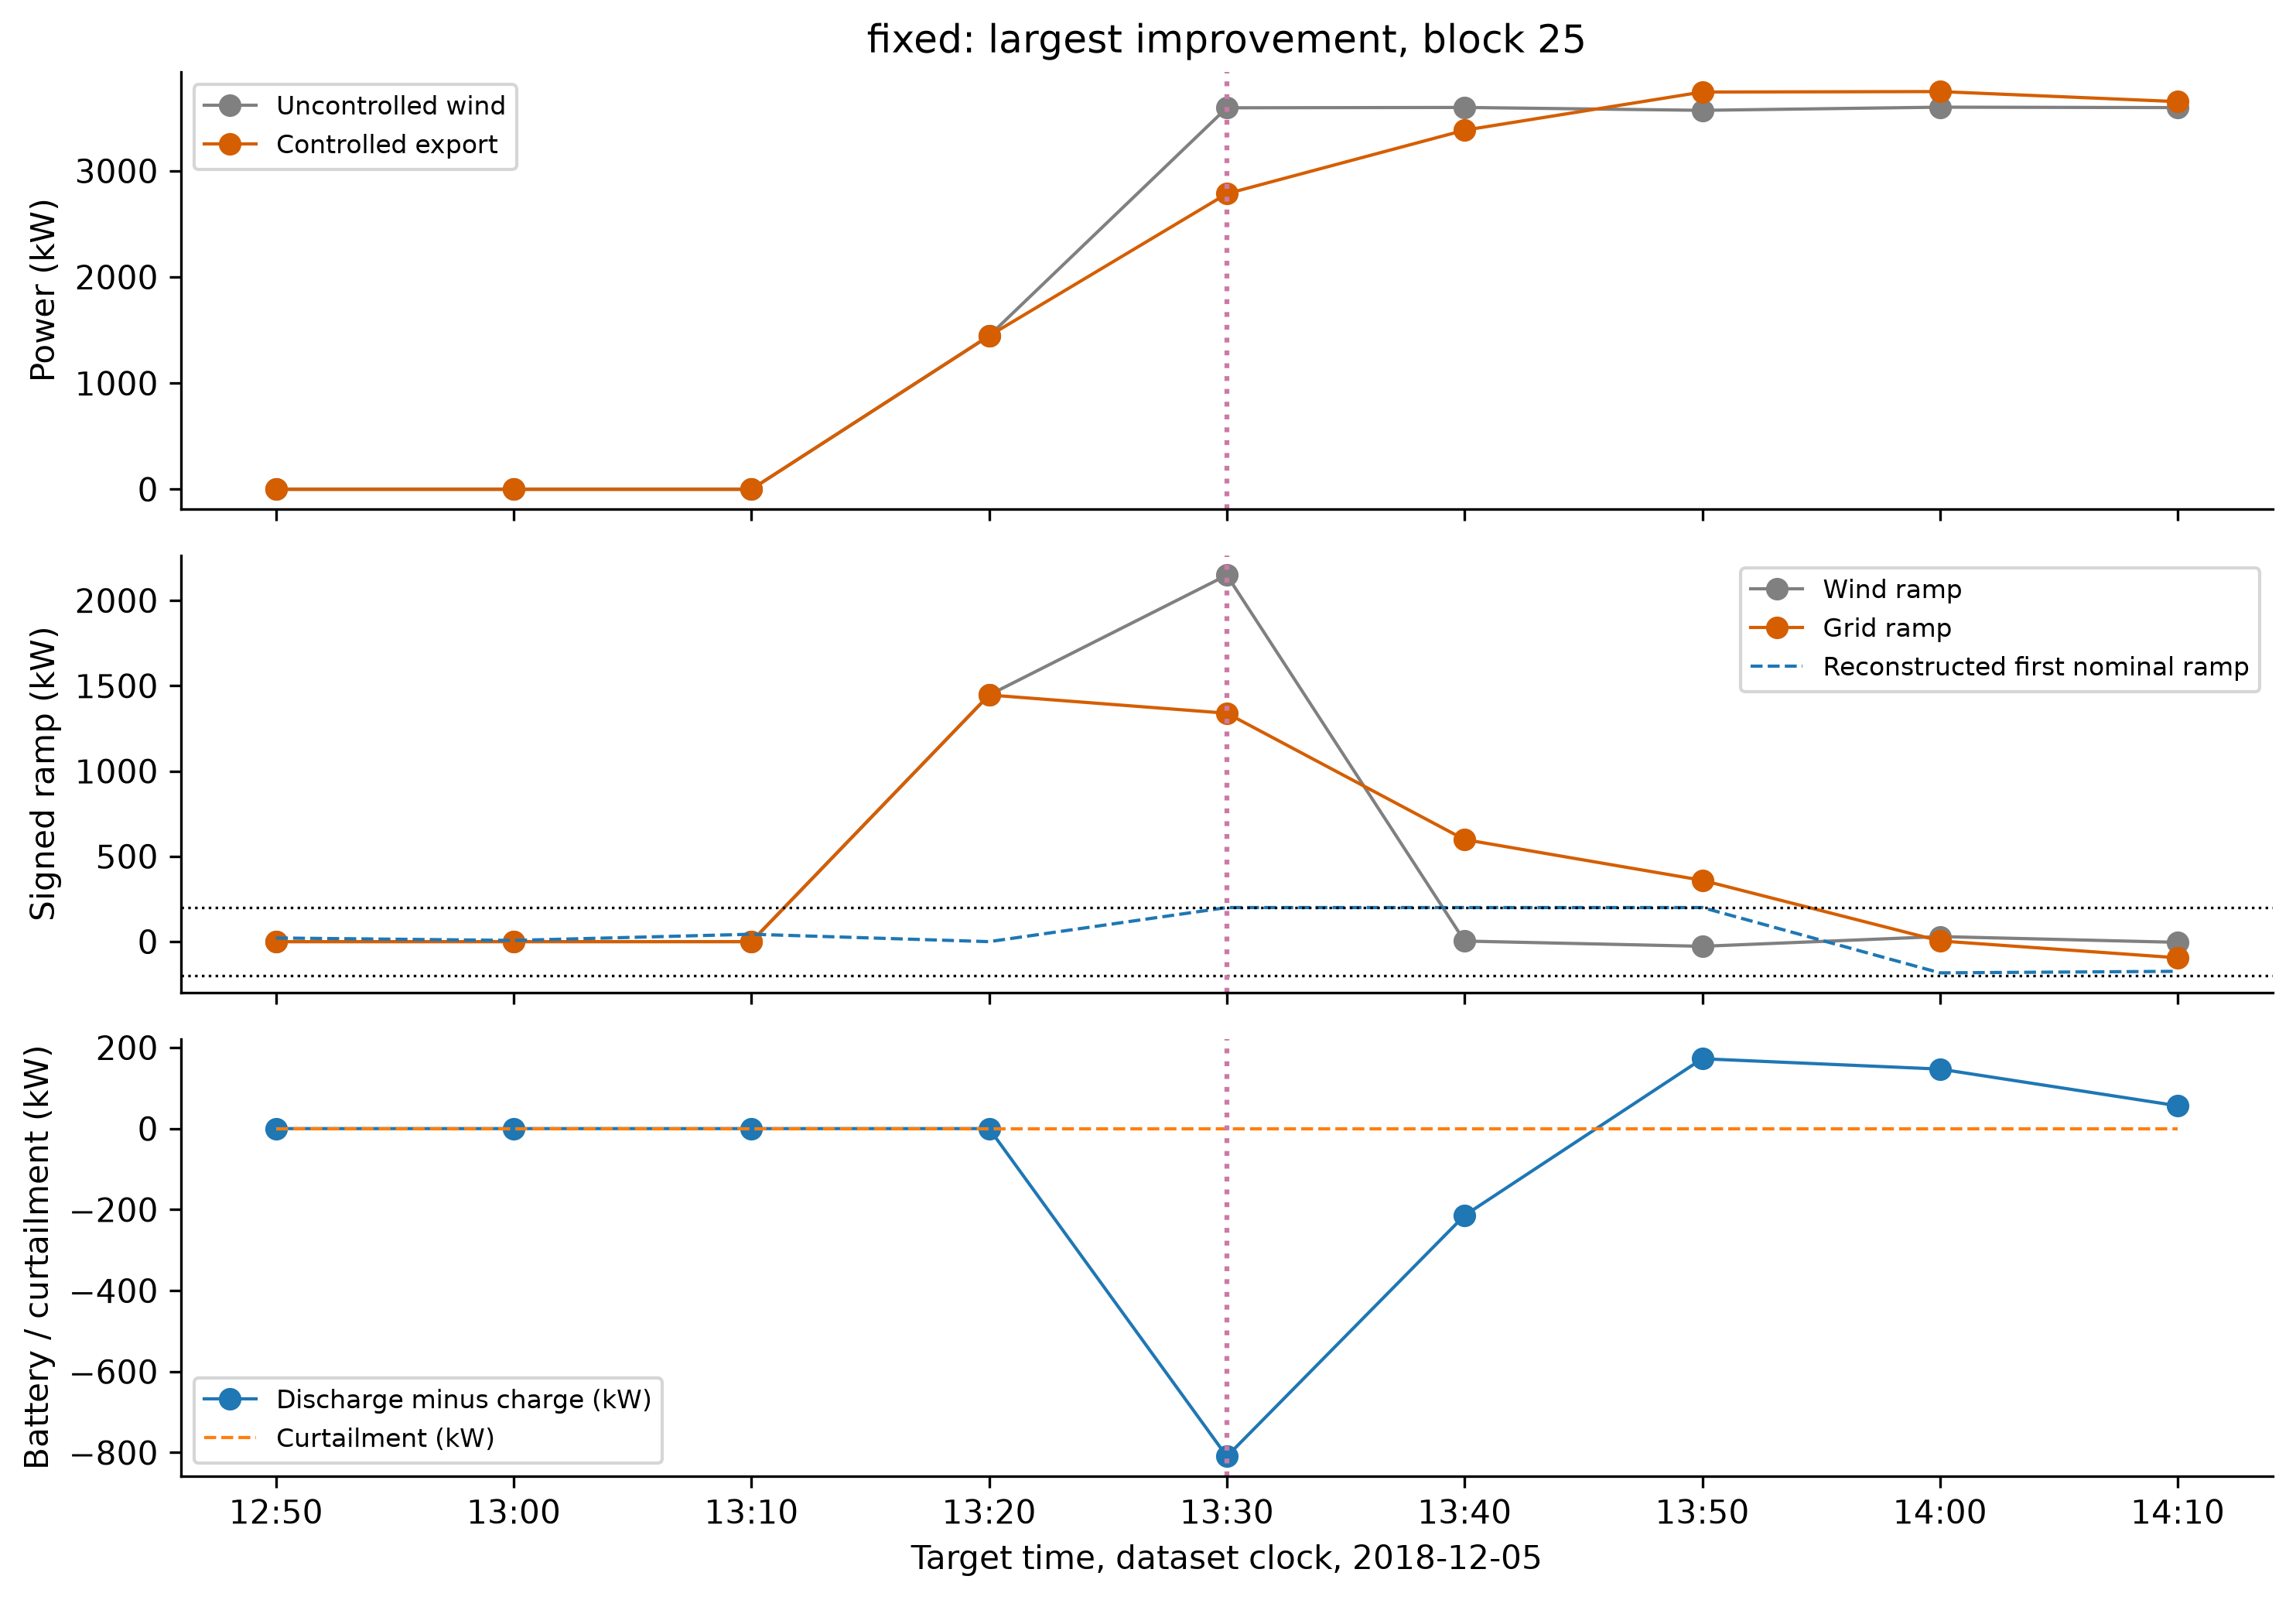 fixed: largest improvement, block 25
Uncontrolled wind
Controlled export
Power (kW)
3000
2000
1000
0
Wind ramp
Grid ramp
Reconstructed first nominal ramp
Signed ramp (kW)
2000
1500
1000
500
0
Battery / curtailment (kW)
200
0
−200
−400
−600
−800
Discharge minus charge (kW)
Curtailment (kW)
12:50 13:00 13:10 13:20 13:30 13:40 13:50 14:00 14:10
Target time, dataset clock, 2018-12-05